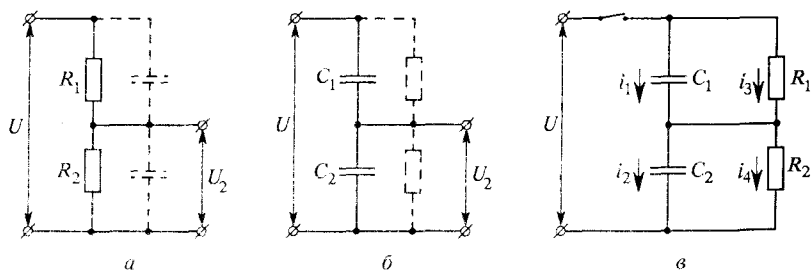 U
R₁
R₂
U₂
а
U
C₁
C₂
U₂
б
U
i₁
C₁
i₃
R₁
i₂
C₂
i₄
R₂
в